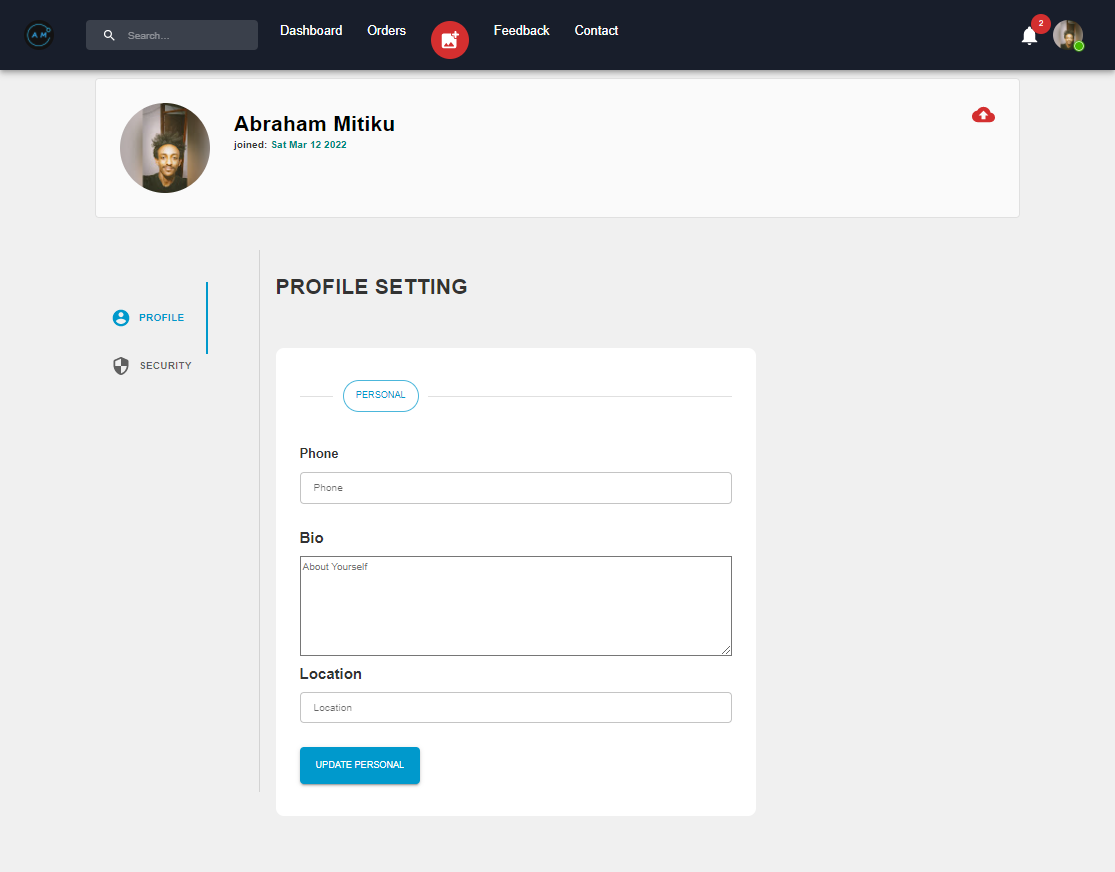 AM
Search...
Dashboard
Orders
Feedback
Contact
2
Abraham Mitiku
joined: Sat Mar 12 2022
PROFILE SETTING
PROFILE
SECURITY
PERSONAL
Phone
Phone
Bio
About Yourself
Location
Location
UPDATE PERSONAL